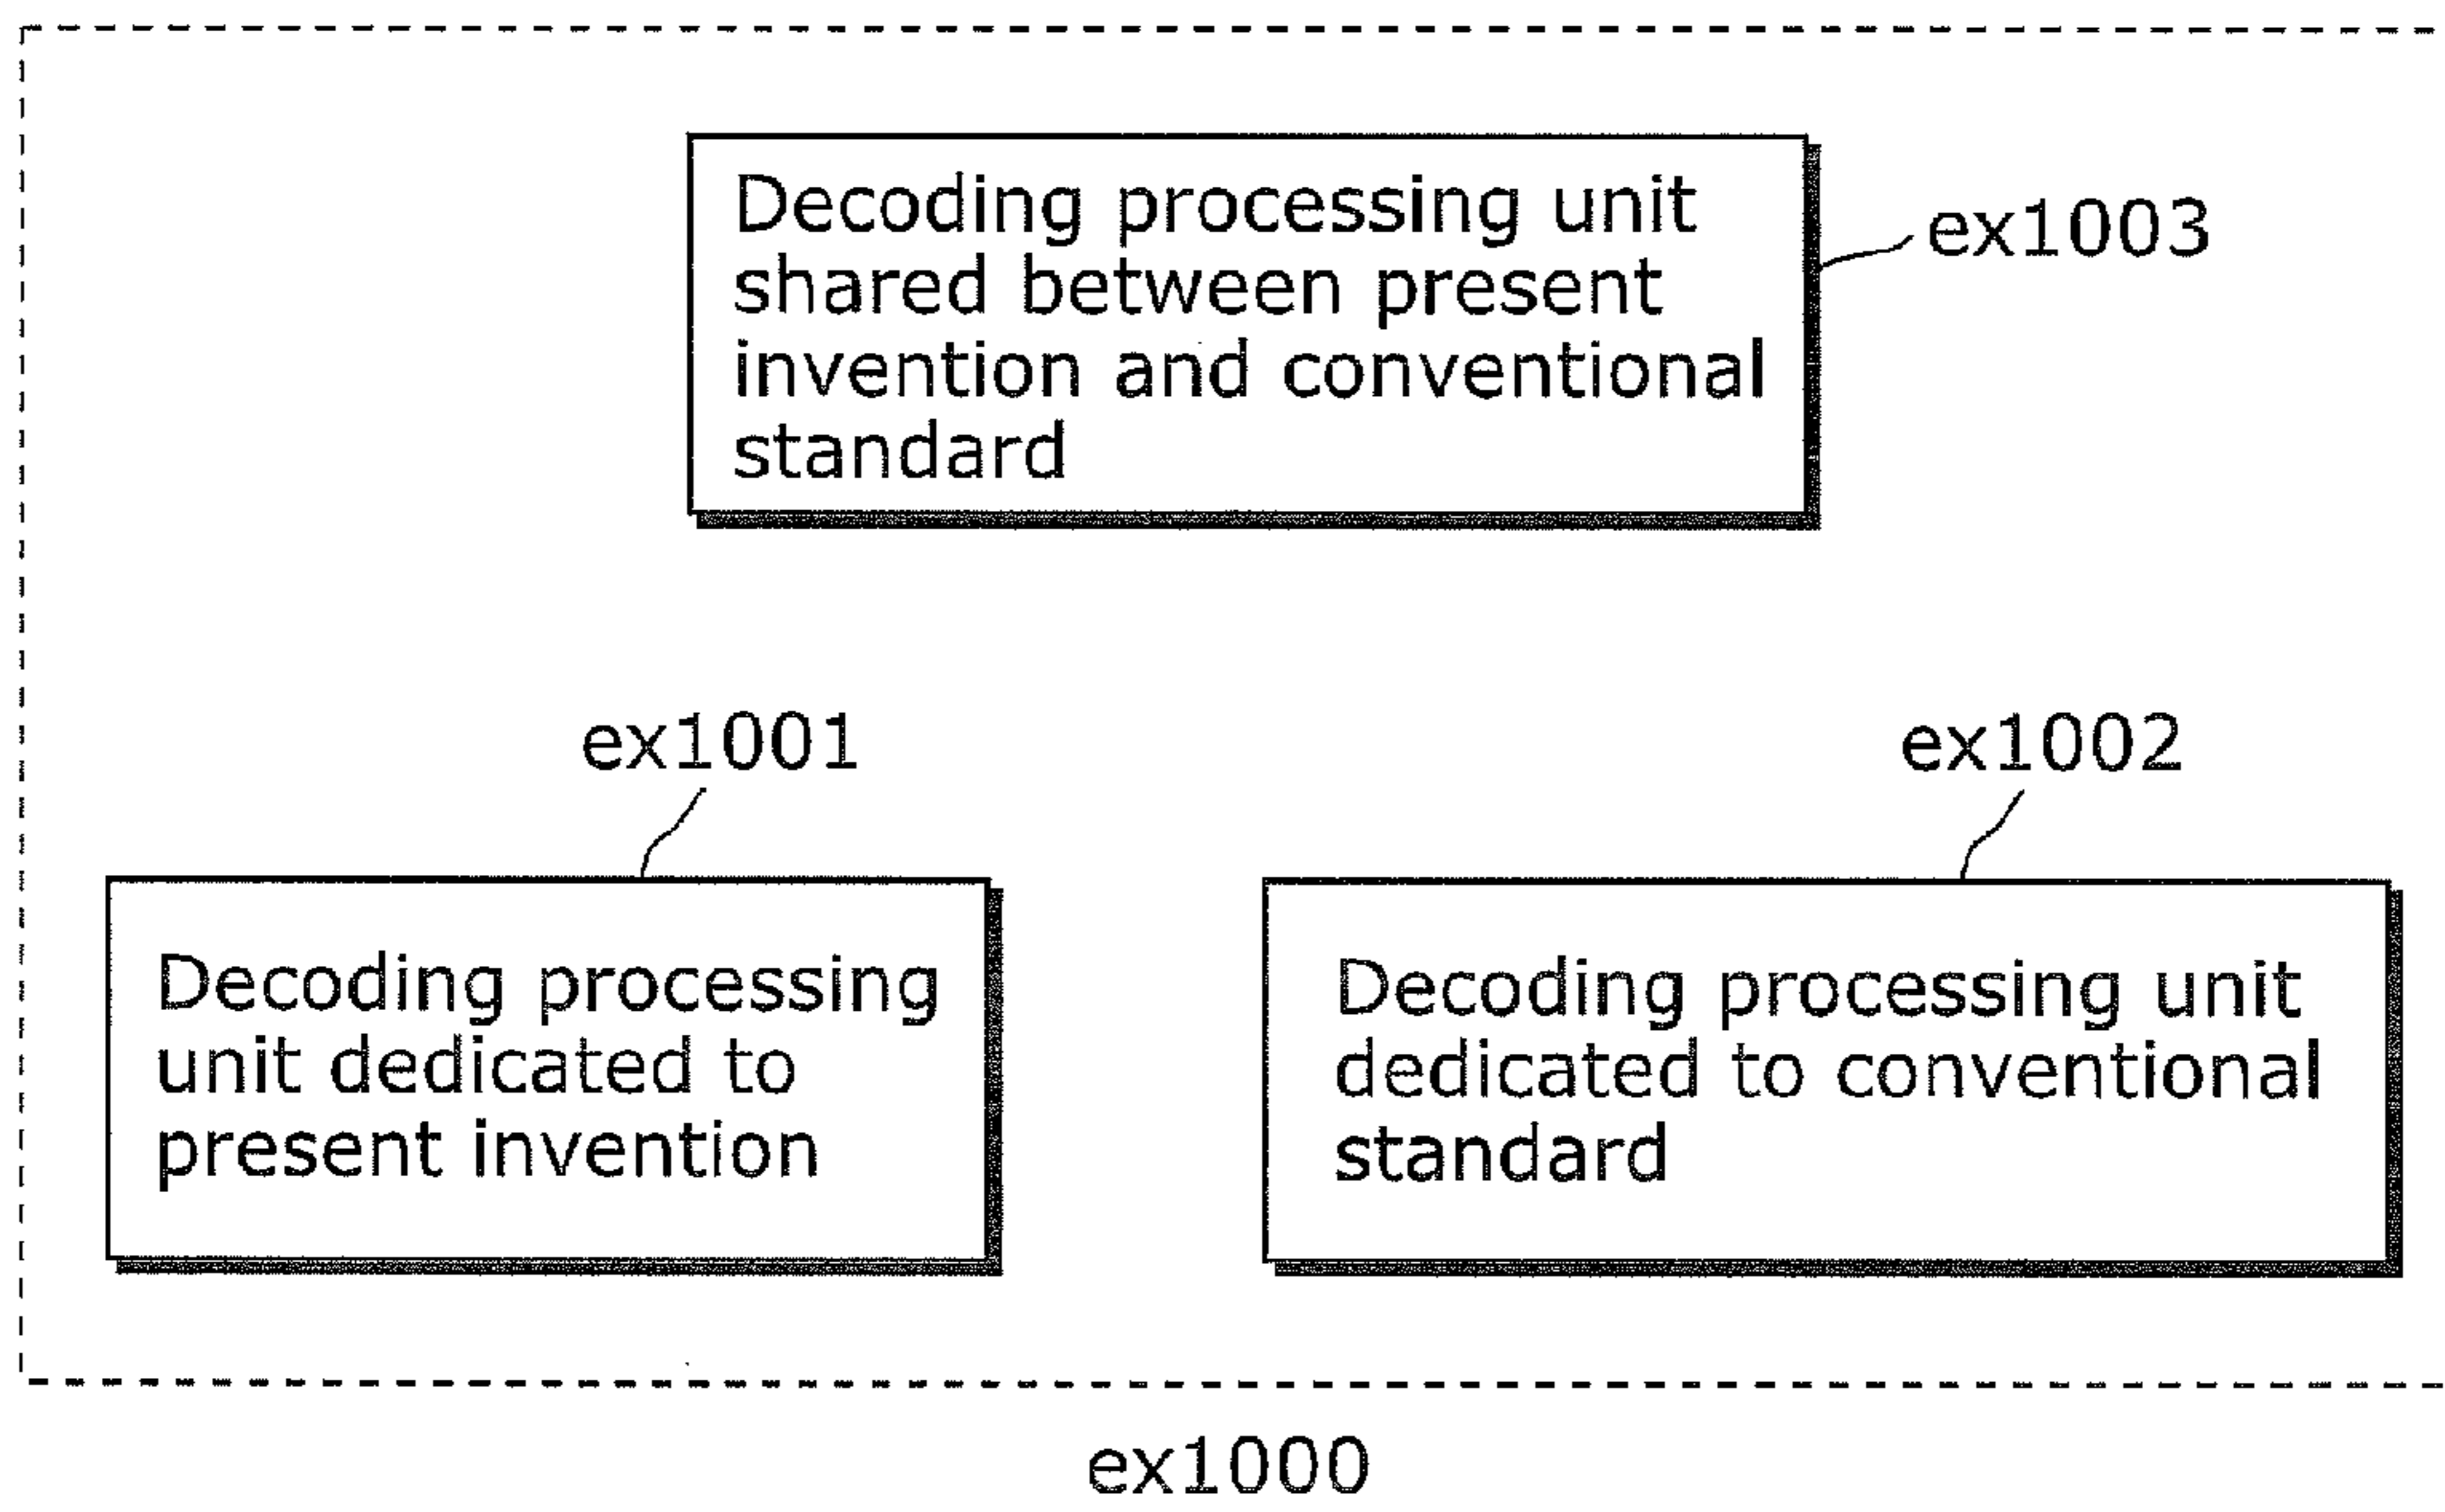 Decoding processing unit
shared between present
invention and conventional
standard
ex1003
ex1001
ex1002
Decoding processing
unit dedicated to
present invention
Decoding processing unit
dedicated to conventional
standard
ex1000